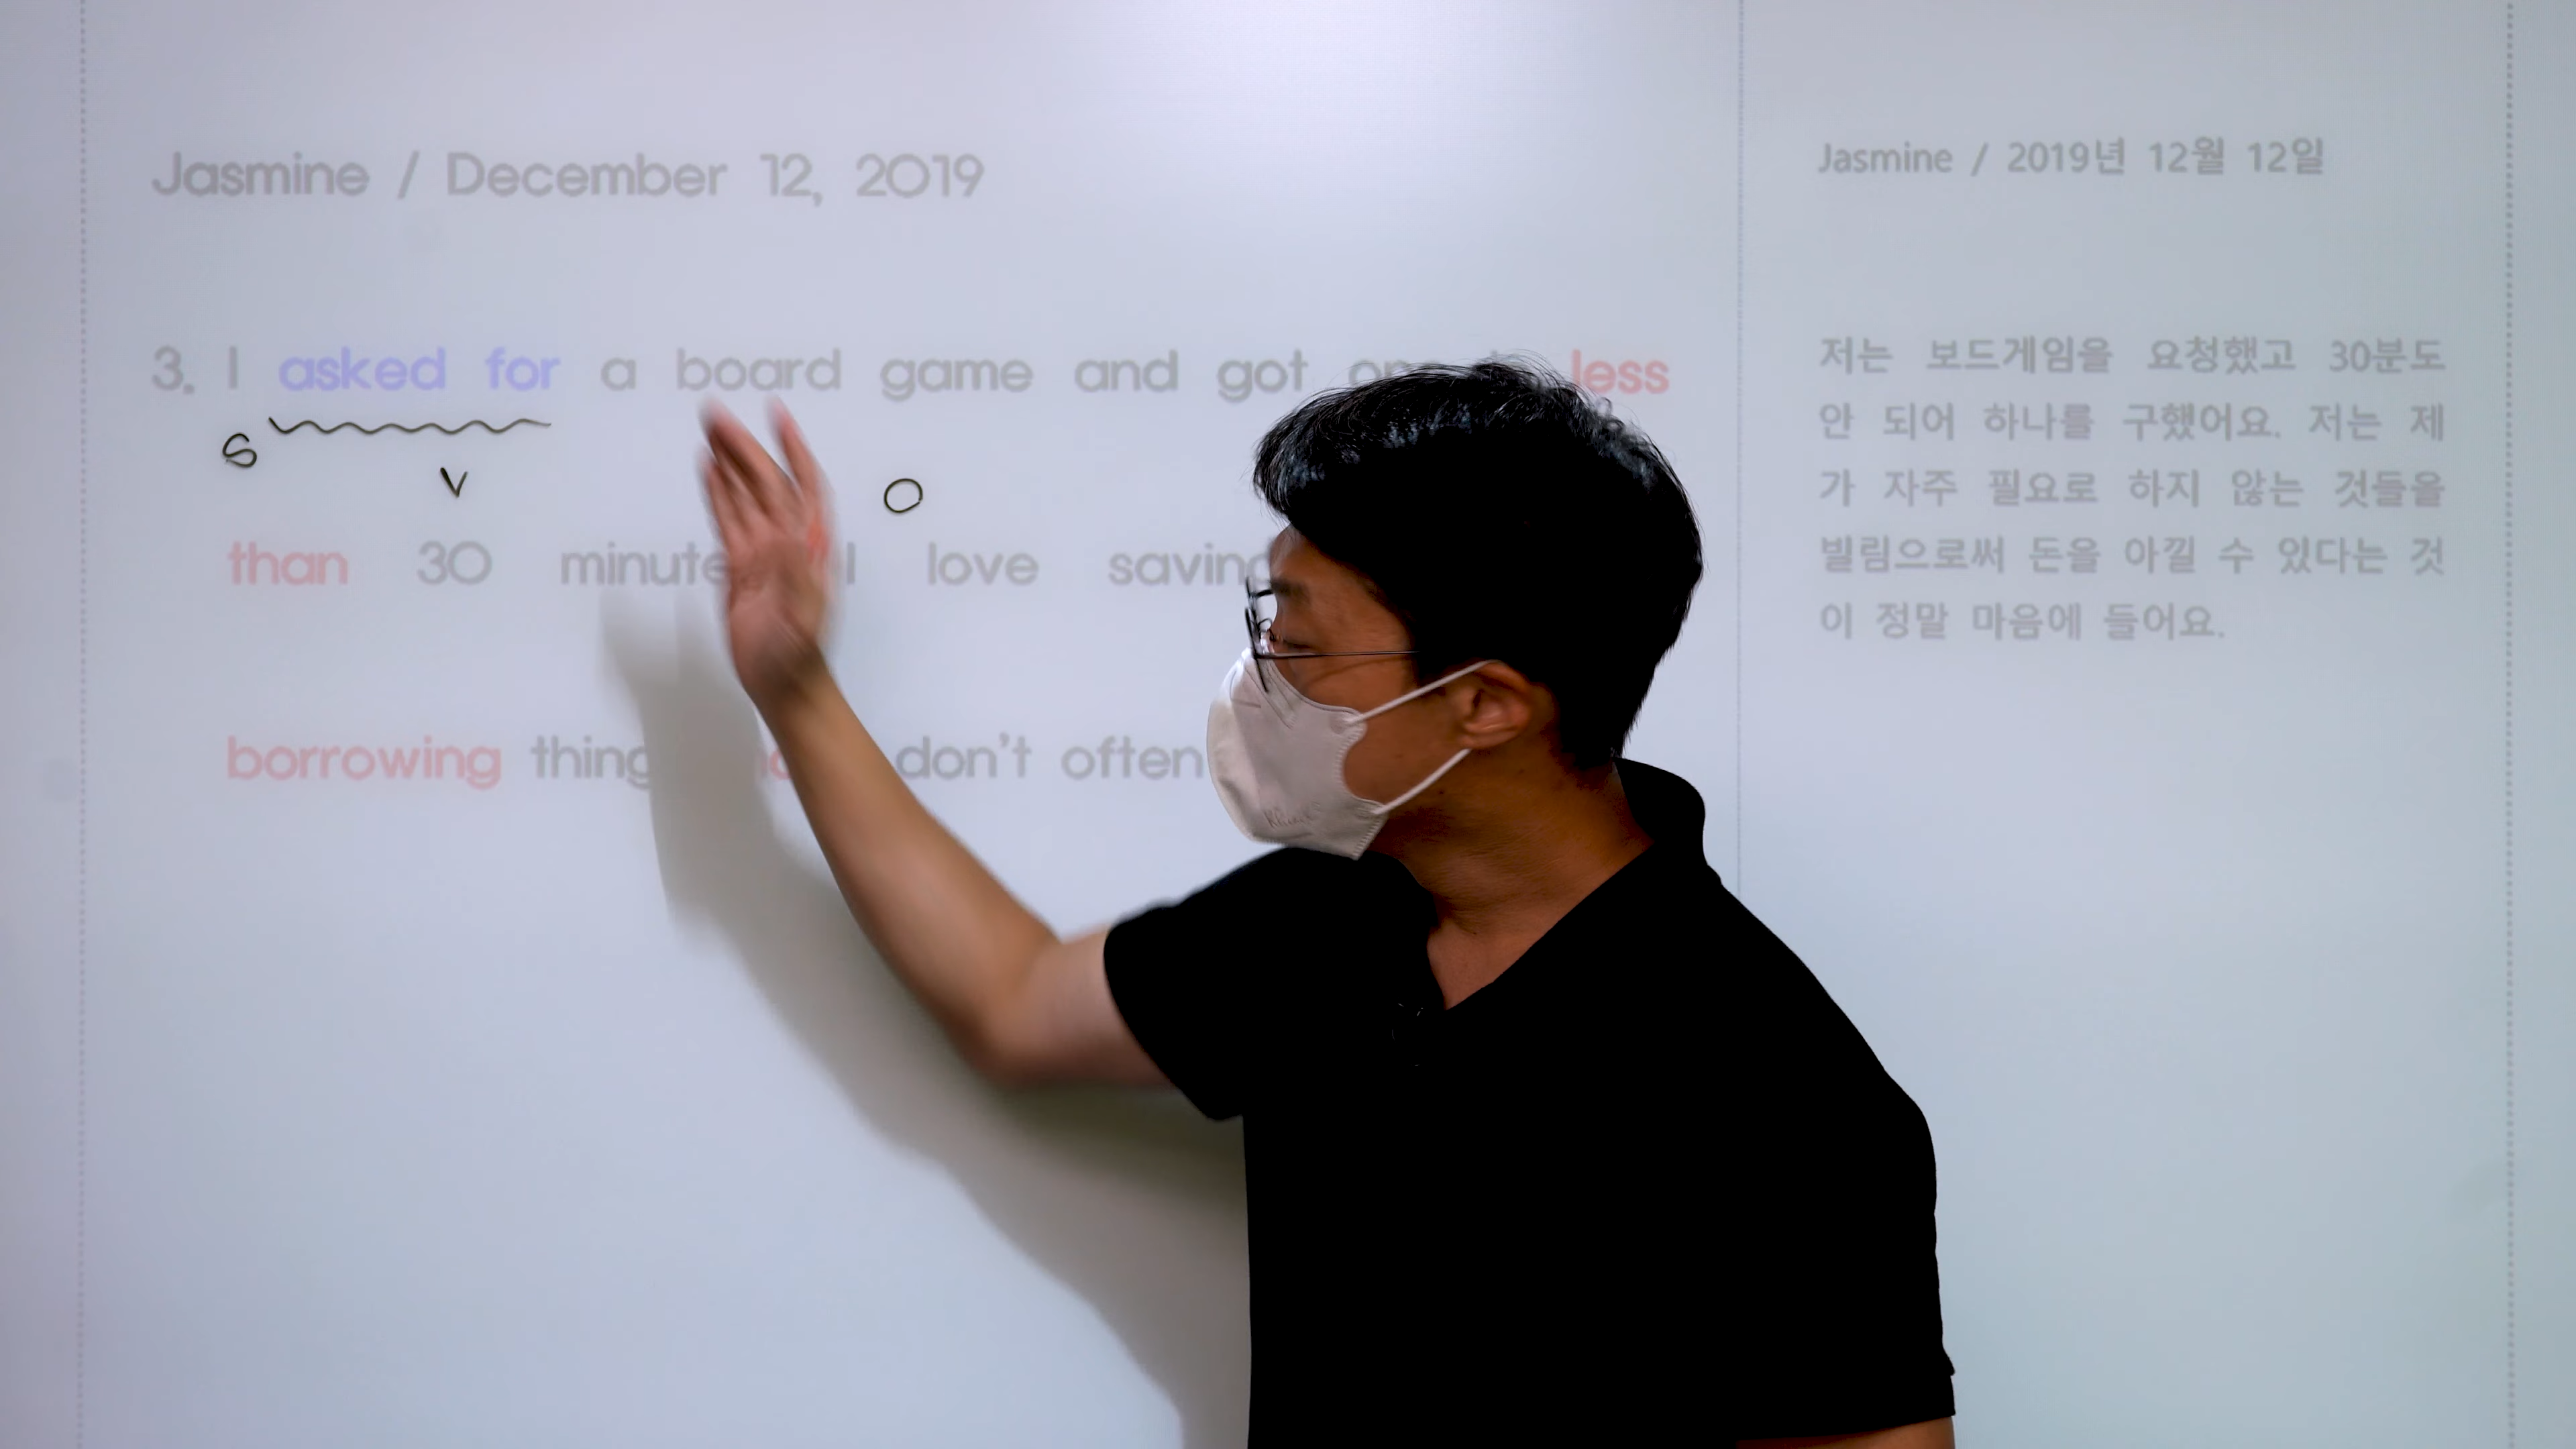 Jasmine / December 12, 2019
3. I asked for a board game and got less
S V O
than 30 minute I love saving
borrowing thing don't often
Jasmine / 2019년 12월 12일
저는 보드게임을 요청했고 30분도
안 되어 하나를 구했어요. 저는 제
가 자주 필요로 하지 않는 것들을
빌림으로써 돈을 아낄 수 있다는 것
이 정말 마음에 들어요.